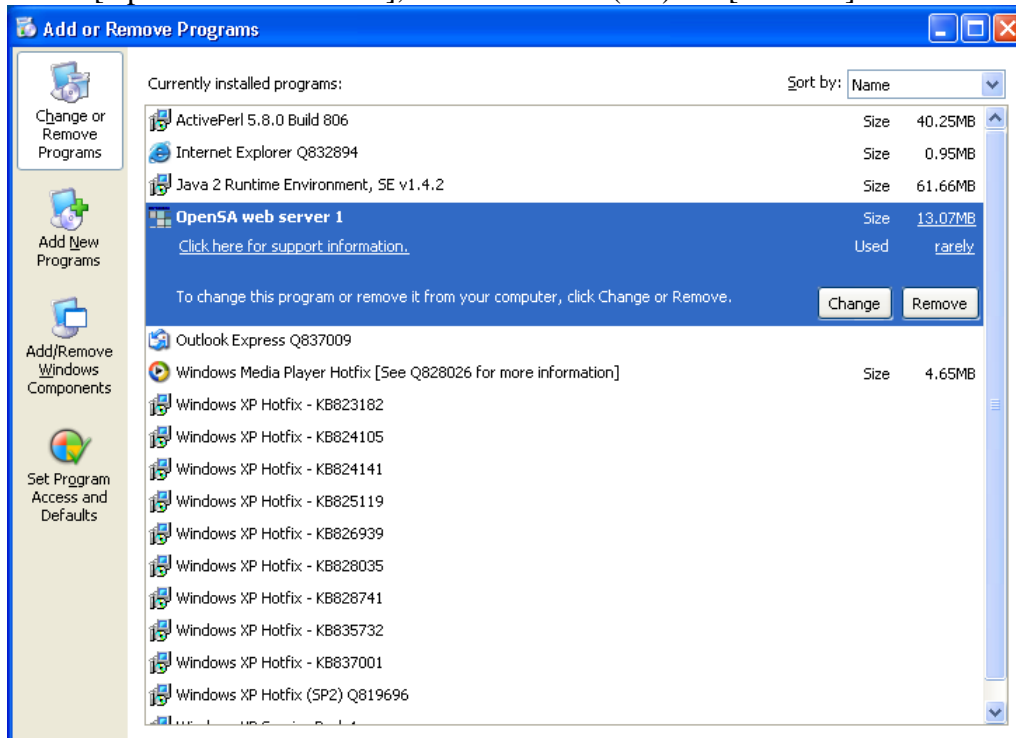 Add or Remove Programs
Change or
Remove
Programs
Add New
Programs
Add/Remove
Windows
Components
Set Program
Access and
Defaults
Currently installed programs: Sort by: Name
ActivePerl 5.8.0 Build 806 Size 40.25MB
Internet Explorer Q832894 Size 0.95MB
Java 2 Runtime Environment, SE v1.4.2 Size 61.66MB
OpenSA web server 1 Size 13.07MB
Click here for support information. Used rarely
To change this program or remove it from your computer, click Change or Remove. Change Remove
Outlook Express Q837009
Windows Media Player Hotfix [See Q828026 for more information] Size 4.65MB
Windows XP Hotfix - KB823182
Windows XP Hotfix - KB824105
Windows XP Hotfix - KB824141
Windows XP Hotfix - KB825119
Windows XP Hotfix - KB826939
Windows XP Hotfix - KB828035
Windows XP Hotfix - KB828741
Windows XP Hotfix - KB835732
Windows XP Hotfix - KB837001
Windows XP Hotfix (SP2) Q819696